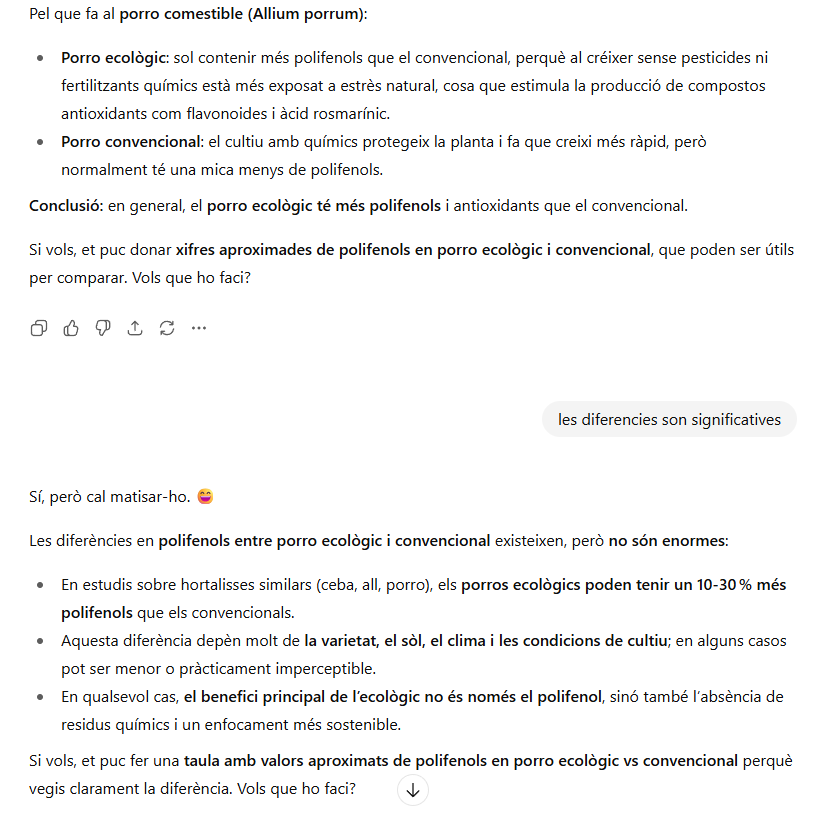 Pel que fa al porro comestible (Allium porrum):
Porro ecològic: sol contenir més polifenols que el convencional, perquè al créixer sense pesticides ni
fertilitzants químics està més exposat a estrès natural, cosa que estimula la producció de compostos
antioxidants com flavonoides i àcid rosmarínic.
Porro convencional: el cultiu amb químics protegeix la planta i fa que creixi més ràpid, però
normalment té una mica menys de polifenols.
Conclusió: en general, el porro ecològic té més polifenols i antioxidants que el convencional.
Si vols, et puc donar xifres aproximades de polifenols en porro ecològic i convencional, que poden ser útils
per comparar. Vols que ho faci?
les diferencies son significatives
Sí, però cal matisar-ho. 😄
Les diferències en polifenols entre porro ecològic i convencional existeixen, però no són enormes:
En estudis sobre hortalisses similars (ceba, all, porro), els porros ecològics poden tenir un 10-30 % més
polifenols que els convencionals.
Aquesta diferència depèn molt de la varietat, el sòl, el clima i les condicions de cultiu; en alguns casos
pot ser menor o pràcticament imperceptible.
En qualsevol cas, el benefici principal de l'ecològic no és només el polifenol, sinó també l'absència de
residus químics i un enfocament més sostenible.
Si vols, et puc fer una taula amb valors aproximats de polifenols en porro ecològic vs convencional perquè
vegis clarament la diferència. Vols que ho faci?